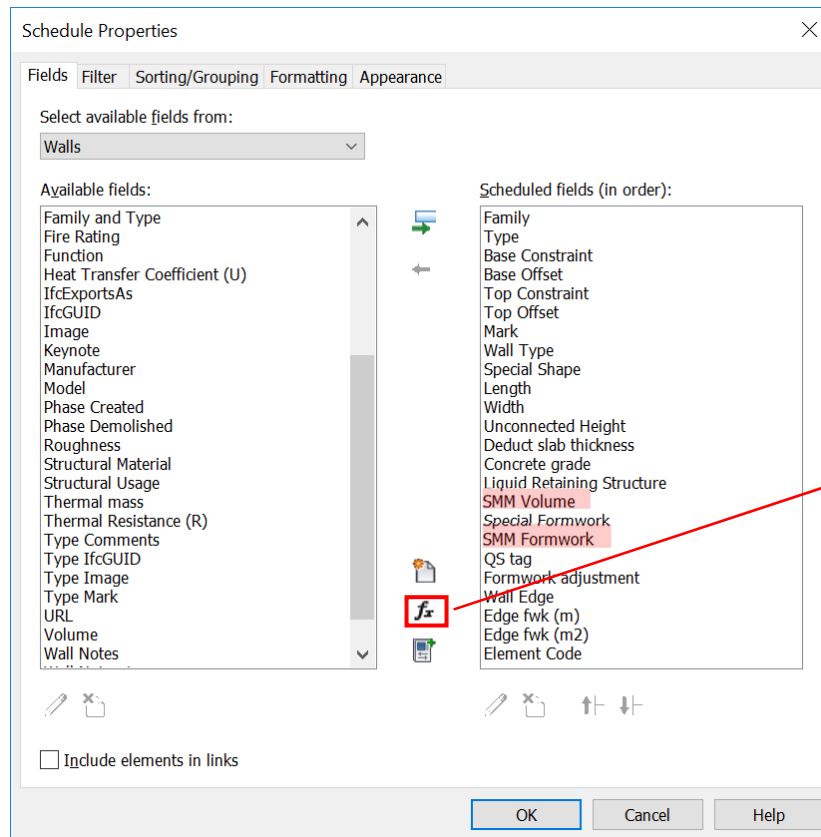 Schedule Properties
Fields Filter Sorting/Grouping Formatting Appearance
Select available fields from:
Walls
Available fields:
Family and Type
Fire Rating
Function
Heat Transfer Coefficient (U)
IfcExportsAs
IfcGUID
Image
Keynote
Manufacturer
Model
Phase Created
Phase Demolished
Roughness
Structural Material
Structural Usage
Thermal mass
Thermal Resistance (R)
Type Comments
Type IfcGUID
Type Image
Type Mark
URL
Volume
Wall Notes
fx
Scheduled fields (in order):
Family
Type
Base Constraint
Base Offset
Top Constraint
Top Offset
Mark
Wall Type
Special Shape
Length
Width
Unconnected Height
Deduct slab thickness
Concrete grade
Liquid Retaining Structure
SMM Volume
Special Formwork
SMM Formwork
QS tag
Formwork adjustment
Wall Edge
Edge fwk (m)
Edge fwk (m2)
Element Code
Include elements in links
OK Cancel Help